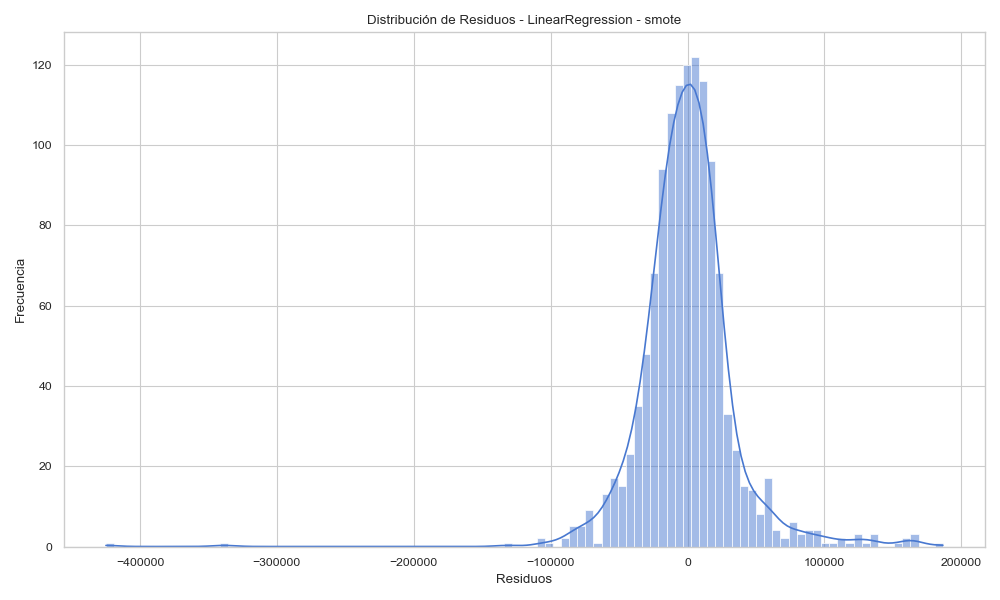 Distribución de Residuos - LinearRegression - smote
120
100
80
60
40
20
0
Frecuencia
−400000 −300000 −200000 −100000 0 100000 200000
Residuos